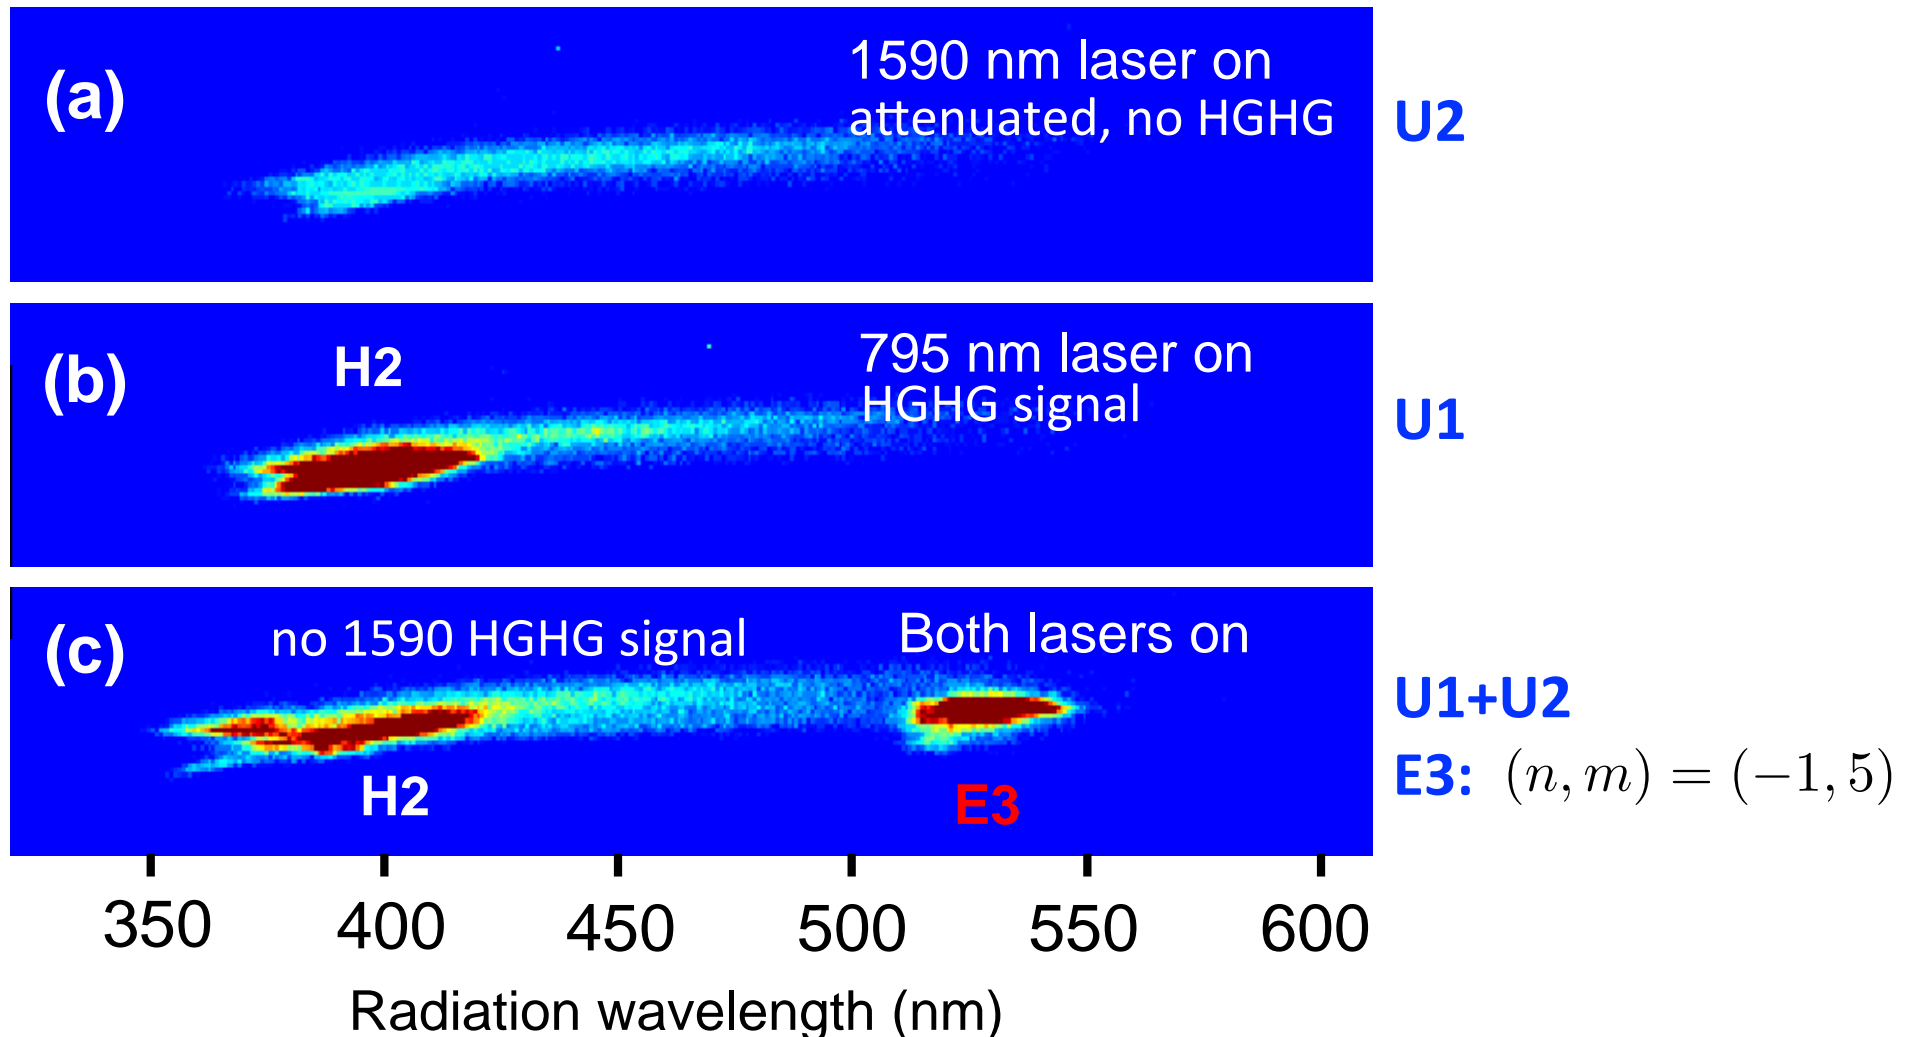 (a)
1590 nm laser on
attenuated, no HGHG
U2
(b)
H2
795 nm laser on
HGHG signal
U1
(c)
no 1590 HGHG signal
Both lasers on
H2
E3
U1+U2
E3: (n, m) = (−1, 5)
350 400 450 500 550 600
Radiation wavelength (nm)